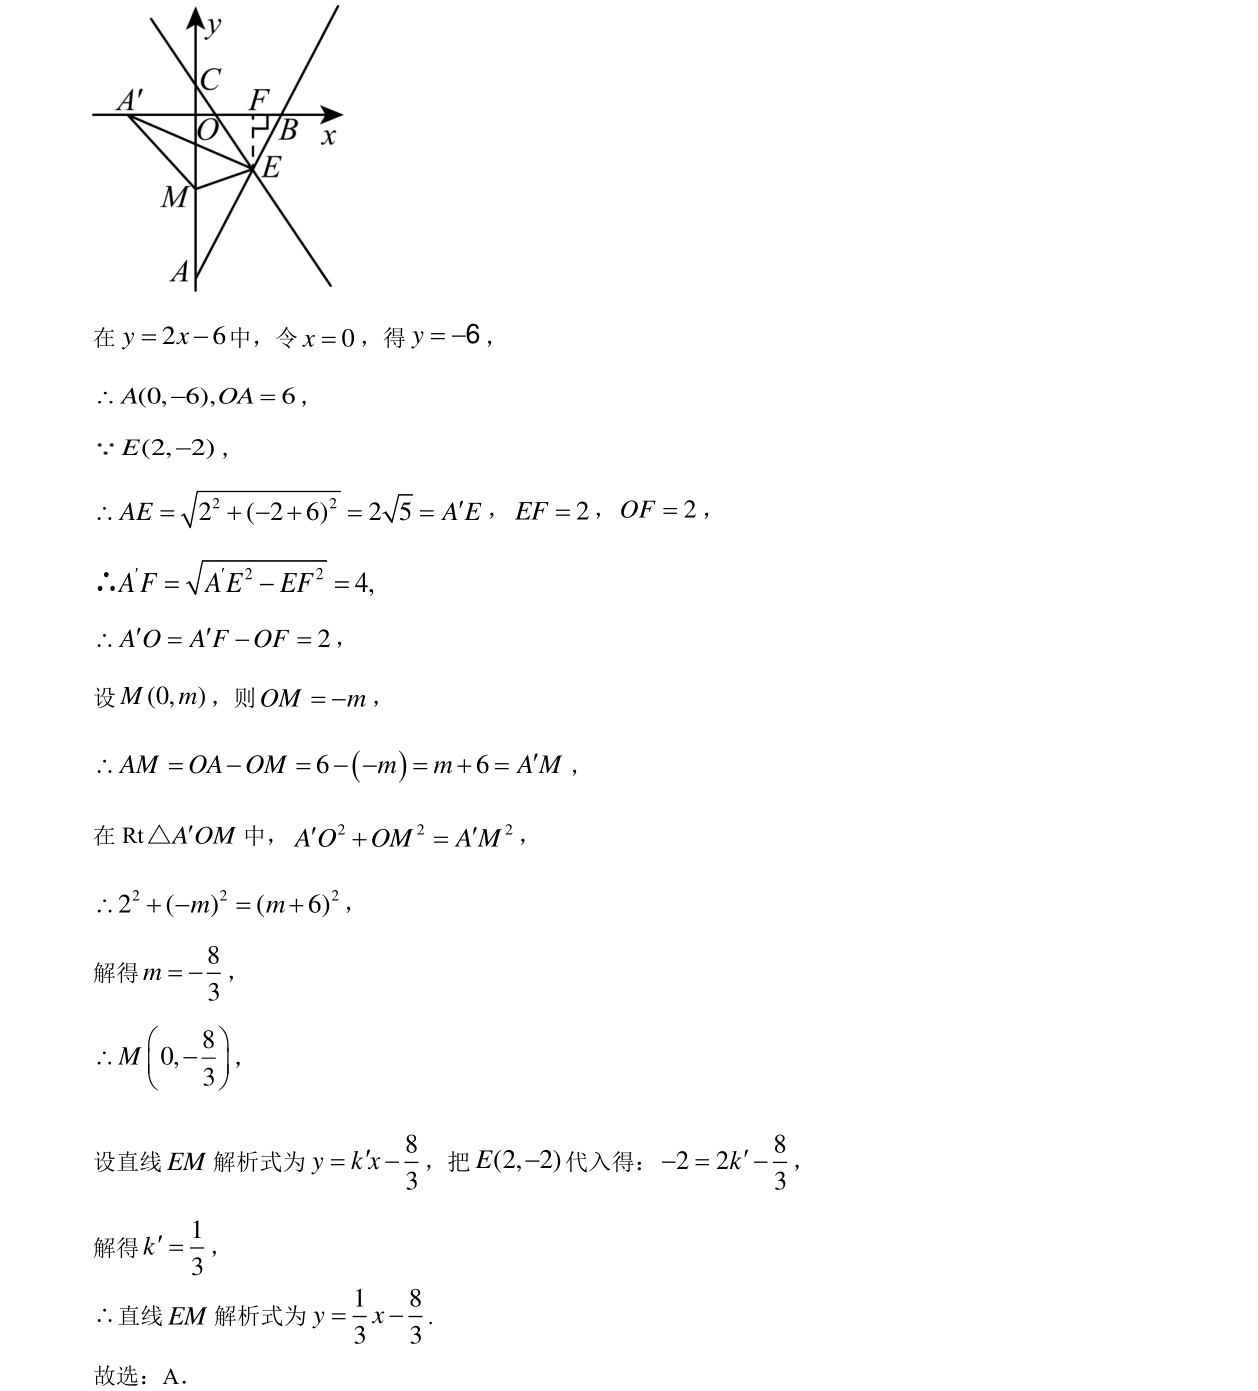 y
C
A′ F
O B x
E
M
A
在 y = 2x − 6 中，令 x = 0，得 y = −6，
∴ A(0, −6), OA = 6，
∵ E(2, −2)，
∴ AE = √(2² + (−2 + 6)²) = 2√5 = A′E， EF = 2， OF = 2，
∴A′F = √(A′E² − EF²) = 4,
∴ A′O = A′F − OF = 2，
设 M(0, m)，则 OM = −m，
∴ AM = OA − OM = 6 − (−m) = m + 6 = A′M，
在 Rt△A′OM 中， A′O² + OM² = A′M²，
∴ 2² + (−m)² = (m + 6)²，
解得 m = −8/3，
∴ M(0, −8/3)，
设直线 EM 解析式为 y = k′x − 8/3，把 E(2, −2) 代入得：−2 = 2k′ − 8/3，
解得 k′ = 1/3，
∴直线 EM 解析式为 y = 1/3 x − 8/3.
故选：A．